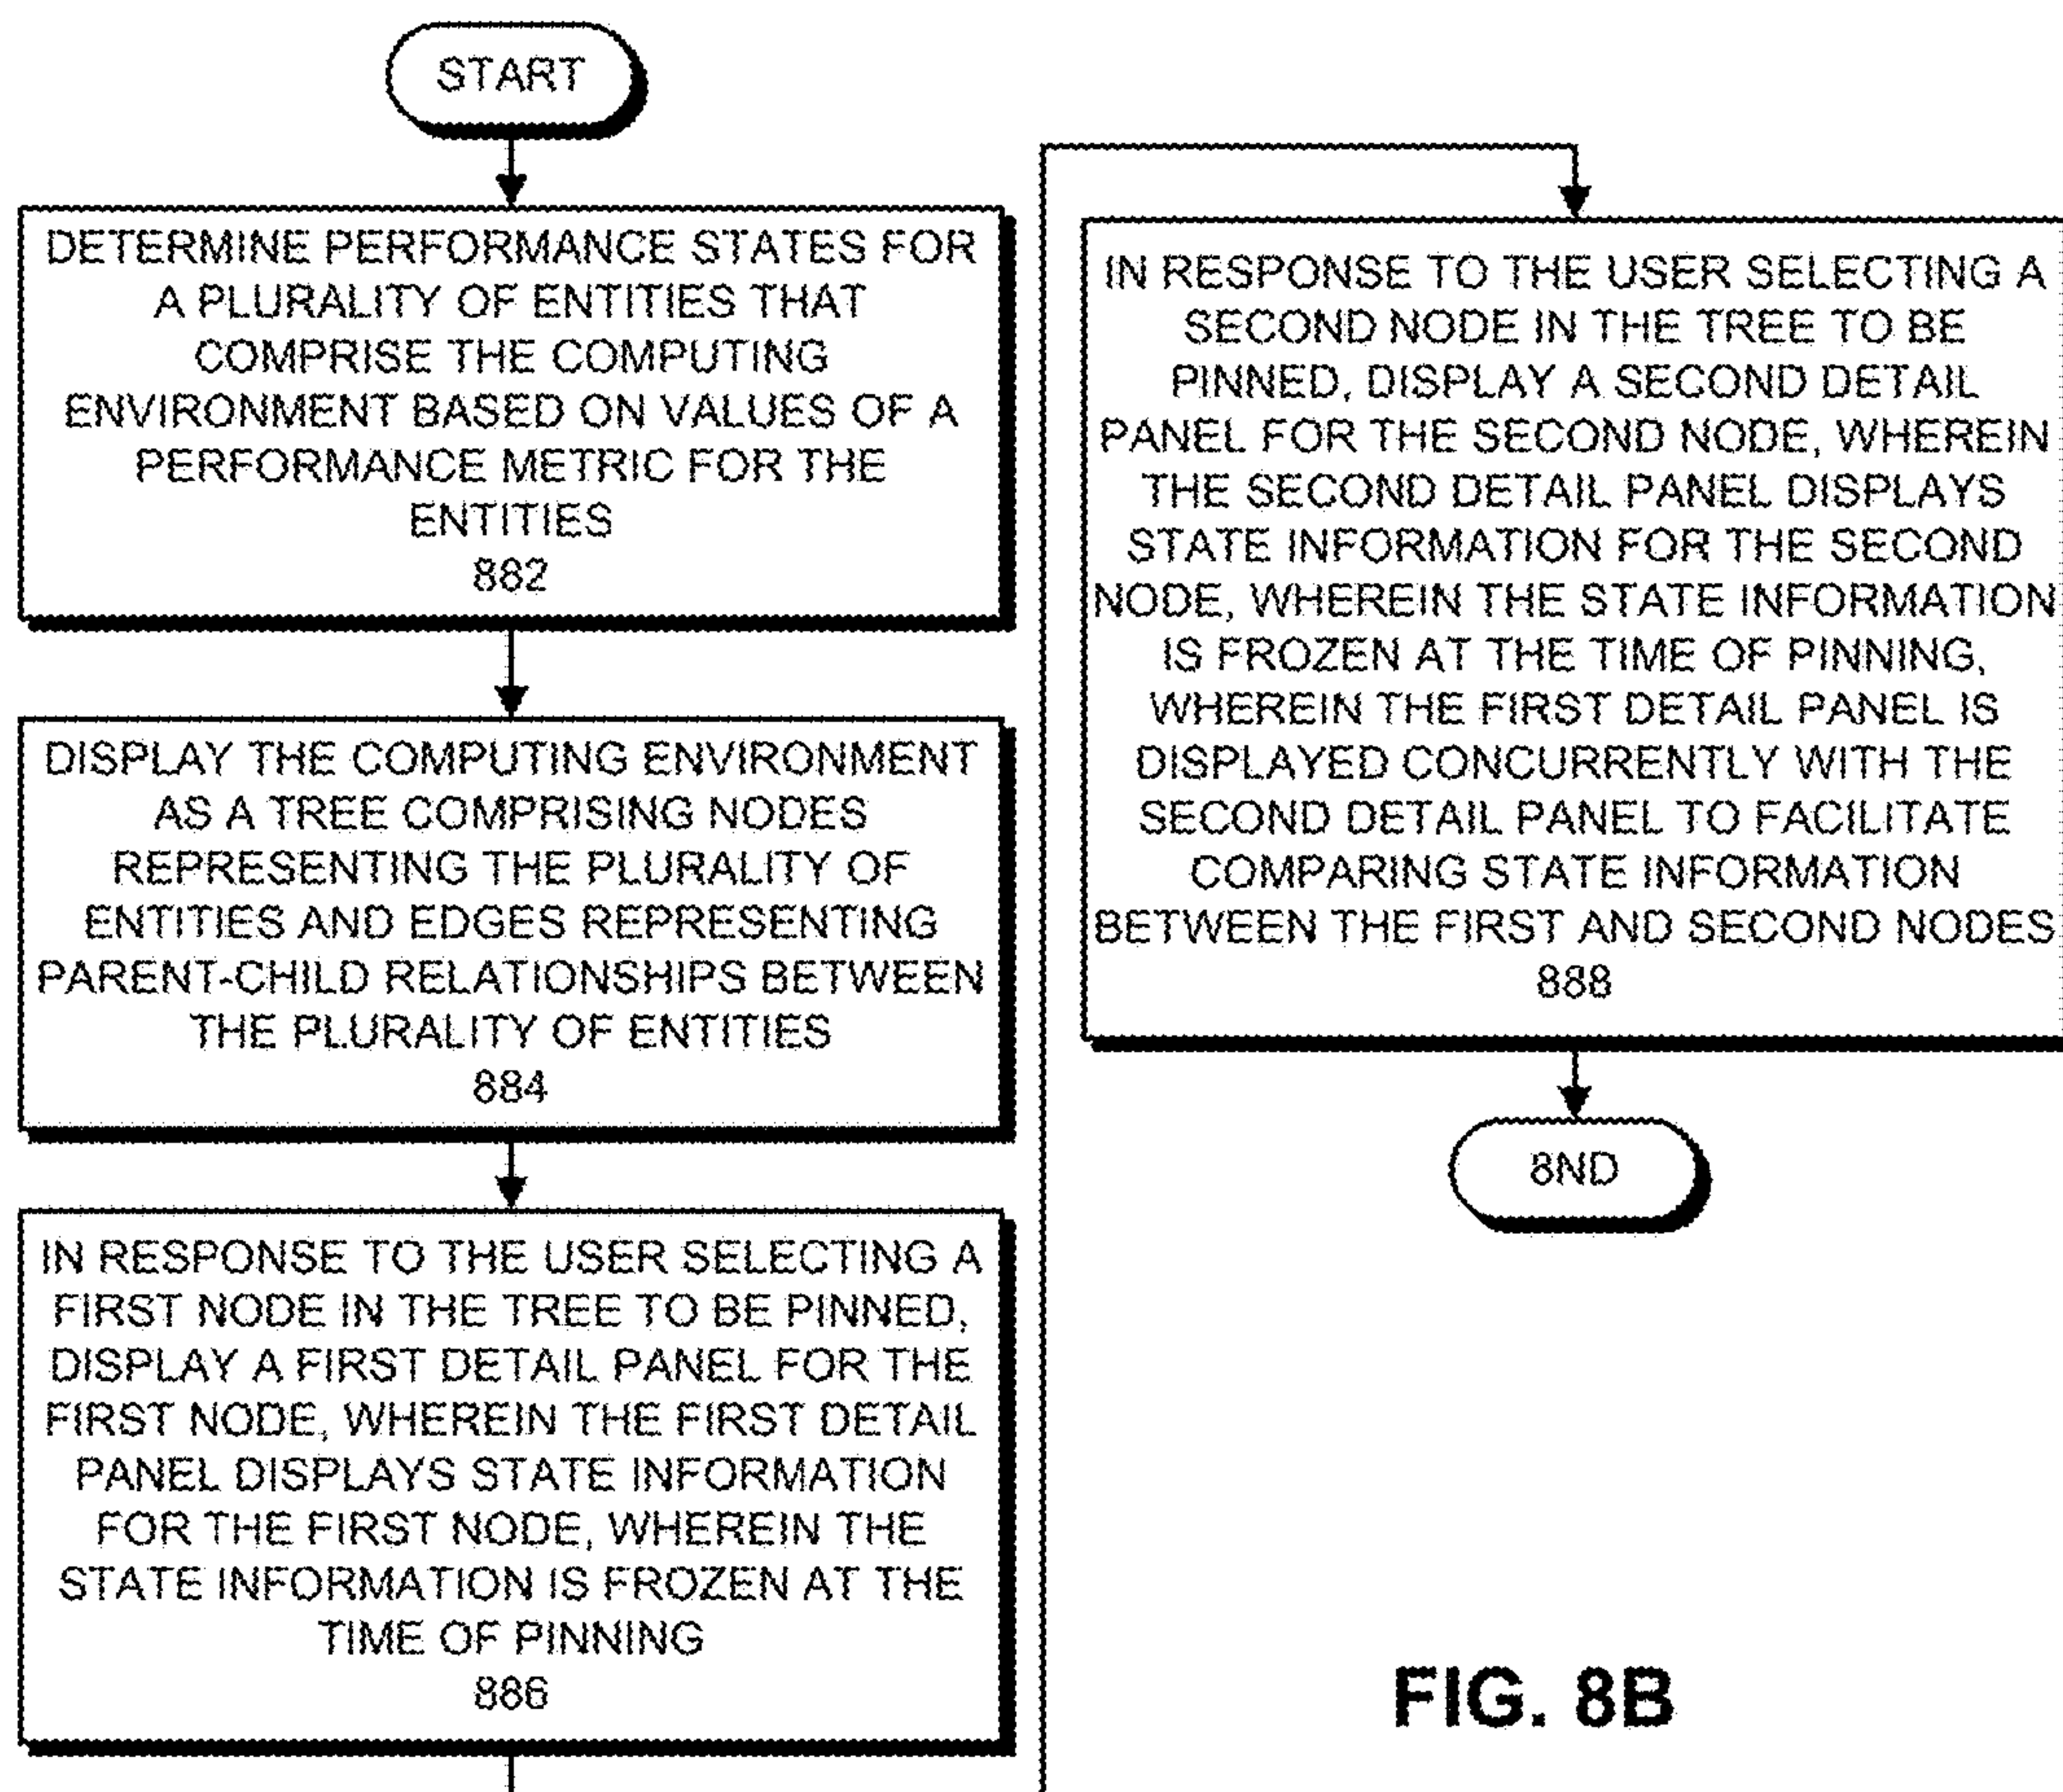 START
DETERMINE PERFORMANCE STATES FOR
A PLURALITY OF ENTITIES THAT
COMPRISE THE COMPUTING
ENVIRONMENT BASED ON VALUES OF A
PERFORMANCE METRIC FOR THE
ENTITIES
882
DISPLAY THE COMPUTING ENVIRONMENT
AS A TREE COMPRISING NODES
REPRESENTING THE PLURALITY OF
ENTITIES AND EDGES REPRESENTING
PARENT-CHILD RELATIONSHIPS BETWEEN
THE PLURALITY OF ENTITIES
884
IN RESPONSE TO THE USER SELECTING A
FIRST NODE IN THE TREE TO BE PINNED,
DISPLAY A FIRST DETAIL PANEL FOR THE
FIRST NODE, WHEREIN THE FIRST DETAIL
PANEL DISPLAYS STATE INFORMATION
FOR THE FIRST NODE, WHEREIN THE
STATE INFORMATION IS FROZEN AT THE
TIME OF PINNING
886
IN RESPONSE TO THE USER SELECTING A
SECOND NODE IN THE TREE TO BE
PINNED, DISPLAY A SECOND DETAIL
PANEL FOR THE SECOND NODE, WHEREIN
THE SECOND DETAIL PANEL DISPLAYS
STATE INFORMATION FOR THE SECOND
NODE, WHEREIN THE STATE INFORMATION
IS FROZEN AT THE TIME OF PINNING,
WHEREIN THE FIRST DETAIL PANEL IS
DISPLAYED CONCURRENTLY WITH THE
SECOND DETAIL PANEL TO FACILITATE
COMPARING STATE INFORMATION
BETWEEN THE FIRST AND SECOND NODES
888
8ND
FIG. 8B